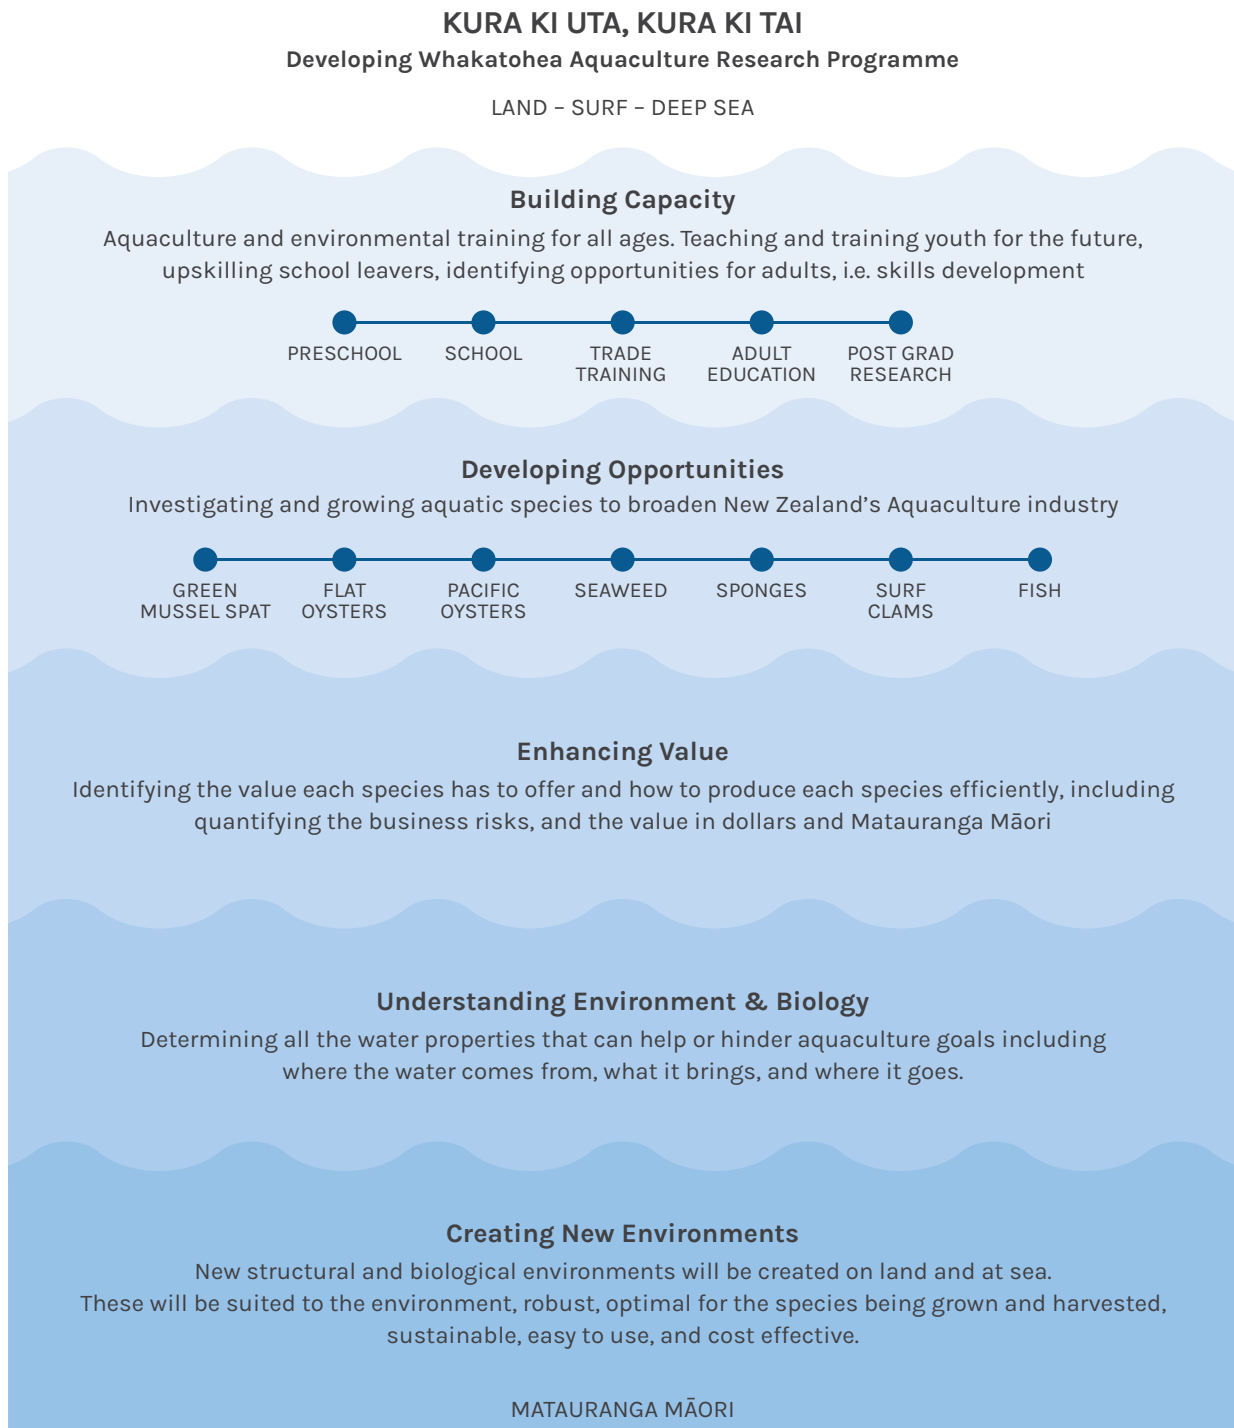 KURA KI UTA, KURA KI TAI
Developing Whakatohea Aquaculture Research Programme
LAND – SURF – DEEP SEA
Building Capacity
Aquaculture and environmental training for all ages. Teaching and training youth for the future,
upskilling school leavers, identifying opportunities for adults, i.e. skills development
PRESCHOOL
SCHOOL
TRADE
TRAINING
ADULT
EDUCATION
POST GRAD
RESEARCH
Developing Opportunities
Investigating and growing aquatic species to broaden New Zealand’s Aquaculture industry
GREEN
MUSSEL SPAT
FLAT
OYSTERS
PACIFIC
OYSTERS
SEAWEED
SPONGES
SURF
CLAMS
FISH
Enhancing Value
Identifying the value each species has to offer and how to produce each species efficiently, including
quantifying the business risks, and the value in dollars and Matauranga Māori
Understanding Environment & Biology
Determining all the water properties that can help or hinder aquaculture goals including
where the water comes from, what it brings, and where it goes.
Creating New Environments
New structural and biological environments will be created on land and at sea.
These will be suited to the environment, robust, optimal for the species being grown and harvested,
sustainable, easy to use, and cost effective.
MATAURANGA MĀORI